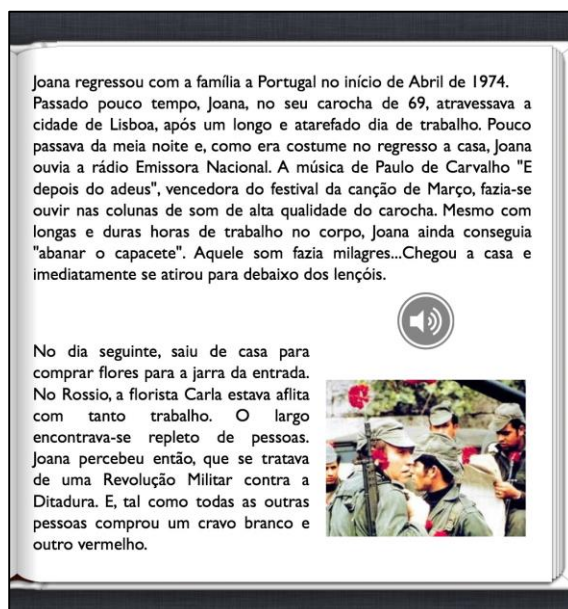 Joana regressou com a família a Portugal no início de Abril de 1974.
Passado pouco tempo, Joana, no seu carocha de 69, atravessava a
cidade de Lisboa, após um longo e atarefado dia de trabalho. Pouco
passava da meia noite e, como era costume no regresso a casa, Joana
ouvia a rádio Emissora Nacional. A música de Paulo de Carvalho "E
depois do adeus", vencedora do festival da canção de Março, fazia-se
ouvir nas colunas de som de alta qualidade do carocha. Mesmo com
longas e duras horas de trabalho no corpo, Joana ainda conseguia
"abanar o capacete". Aquele som fazia milagres...Chegou a casa e
imediatamente se atirou para debaixo dos lençóis.
No dia seguinte, saiu de casa para
comprar flores para a jarra da entrada.
No Rossio, a florista Carla estava aflita
com tanto trabalho. O largo
encontrava-se repleto de pessoas.
Joana percebeu então, que se tratava
de uma Revolução Militar contra a
Ditadura. E, tal como todas as outras
pessoas comprou um cravo branco e
outro vermelho.